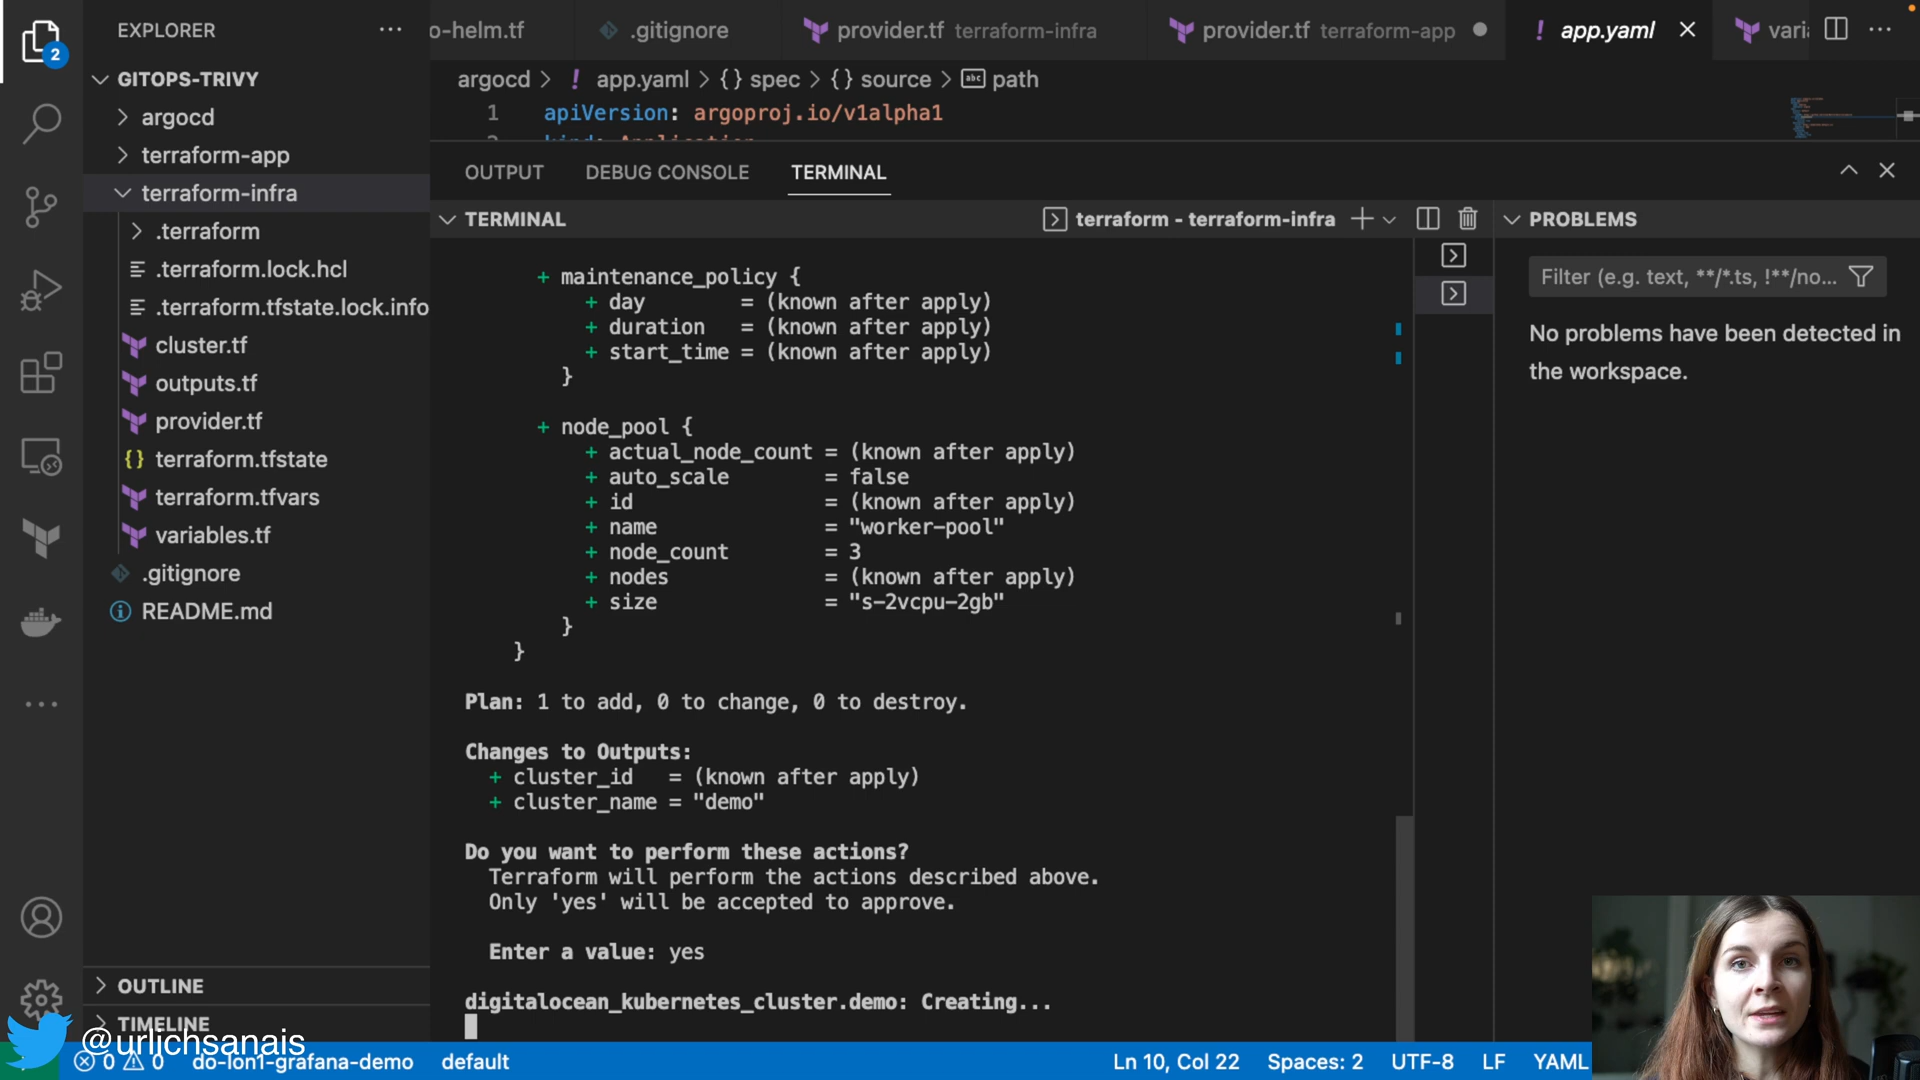 EXPLORER
GITOPS-TRIVY
argocd
terraform-app
terraform-infra
.terraform
.terraform.lock.hcl
.terraform.tfstate.lock.info
cluster.tf
outputs.tf
provider.tf
terraform.tfstate
terraform.tfvars
variables.tf
.gitignore
README.md
OUTLINE
TIMELINE
@urlichsanais
2
o-helm.tf
.gitignore
provider.tf terraform-infra
provider.tf terraform-app
! app.yaml
varia
argocd > ! app.yaml > {} spec > {} source > abc path
1 apiVersion: argoproj.io/v1alpha1
2 kind: Application
OUTPUT DEBUG CONSOLE TERMINAL
TERMINAL
terraform - terraform-infra
PROBLEMS
Filter (e.g. text, **/*.ts, !**/no...
No problems have been detected in
the workspace.
+ maintenance_policy {
+ day = (known after apply)
+ duration = (known after apply)
+ start_time = (known after apply)
}
+ node_pool {
+ actual_node_count = (known after apply)
+ auto_scale = false
+ id = (known after apply)
+ name = "worker-pool"
+ node_count = 3
+ nodes = (known after apply)
+ size = "s-2vcpu-2gb"
}
}
Plan: 1 to add, 0 to change, 0 to destroy.
Changes to Outputs:
+ cluster_id = (known after apply)
+ cluster_name = "demo"
Do you want to perform these actions?
Terraform will perform the actions described above.
Only 'yes' will be accepted to approve.
Enter a value: yes
digitalocean_kubernetes_cluster.demo: Creating...
0 0 do-lon1-grafana-demo default
Ln 10, Col 22 Spaces: 2 UTF-8 LF YAML